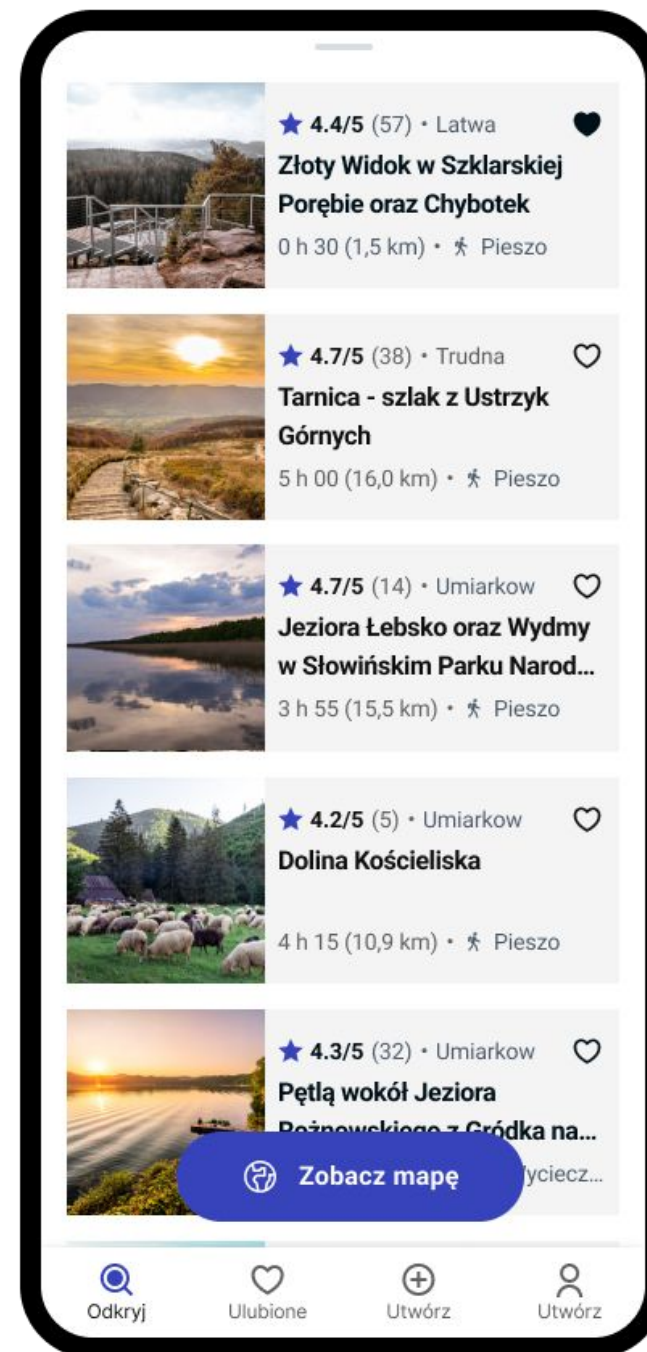 4.4/5 (57) • Latwa
Złoty Widok w Szklarskiej
Porębie oraz Chybotek
0 h 30 (1,5 km) • Pieszo
4.7/5 (38) • Trudna
Tarnica - szlak z Ustrzyk
Górnych
5 h 00 (16,0 km) • Pieszo
4.7/5 (14) • Umiarkow
Jeziora Łebsko oraz Wydmy
w Słowińskim Parku Narod...
3 h 55 (15,5 km) • Pieszo
4.2/5 (5) • Umiarkow
Dolina Kościeliska
4 h 15 (10,9 km) • Pieszo
4.3/5 (32) • Umiarkow
Pętlą wokół Jeziora
Rożnowskiego z Gródka na...
Zobacz mapę
Odkryj
Ulubione
Utwórz
Utwórz